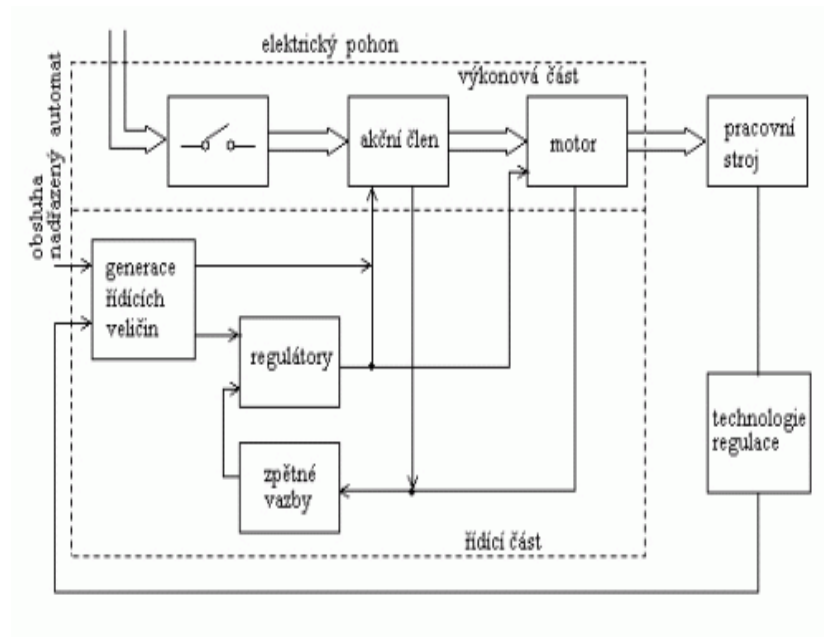 elektrický pohon
výkonová část
akční člen
motor
pracovní
stroj
obsluha
nadřazený automat
generace
řídících
veličin
regulátory
zpětné
vazby
technologie
regulace
řídící část